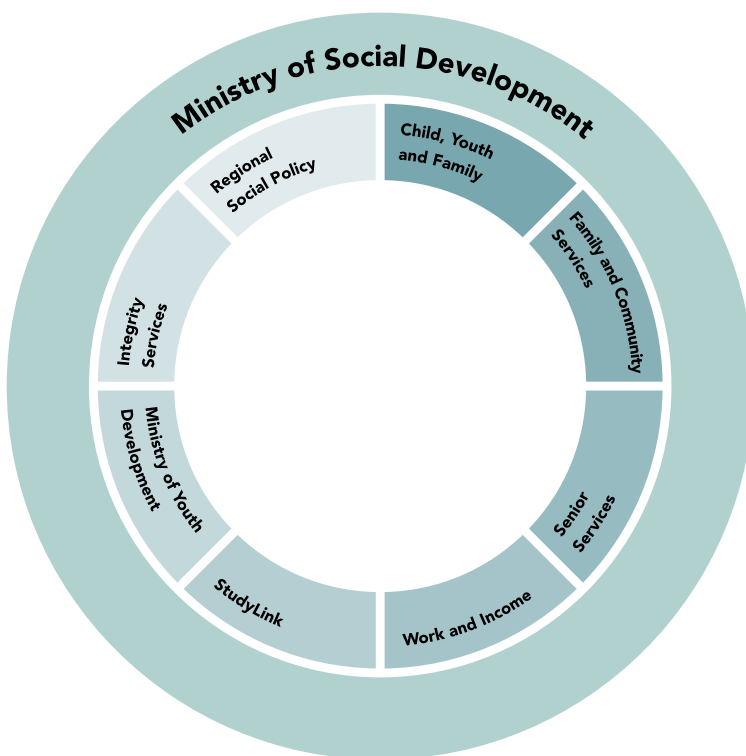 Ministry of Social Development
Child, Youth
and Family
Family and Community
Services
Senior
Services
Work and Income
StudyLink
Ministry of Youth
Development
Integrity
Services
Regional
Social Policy